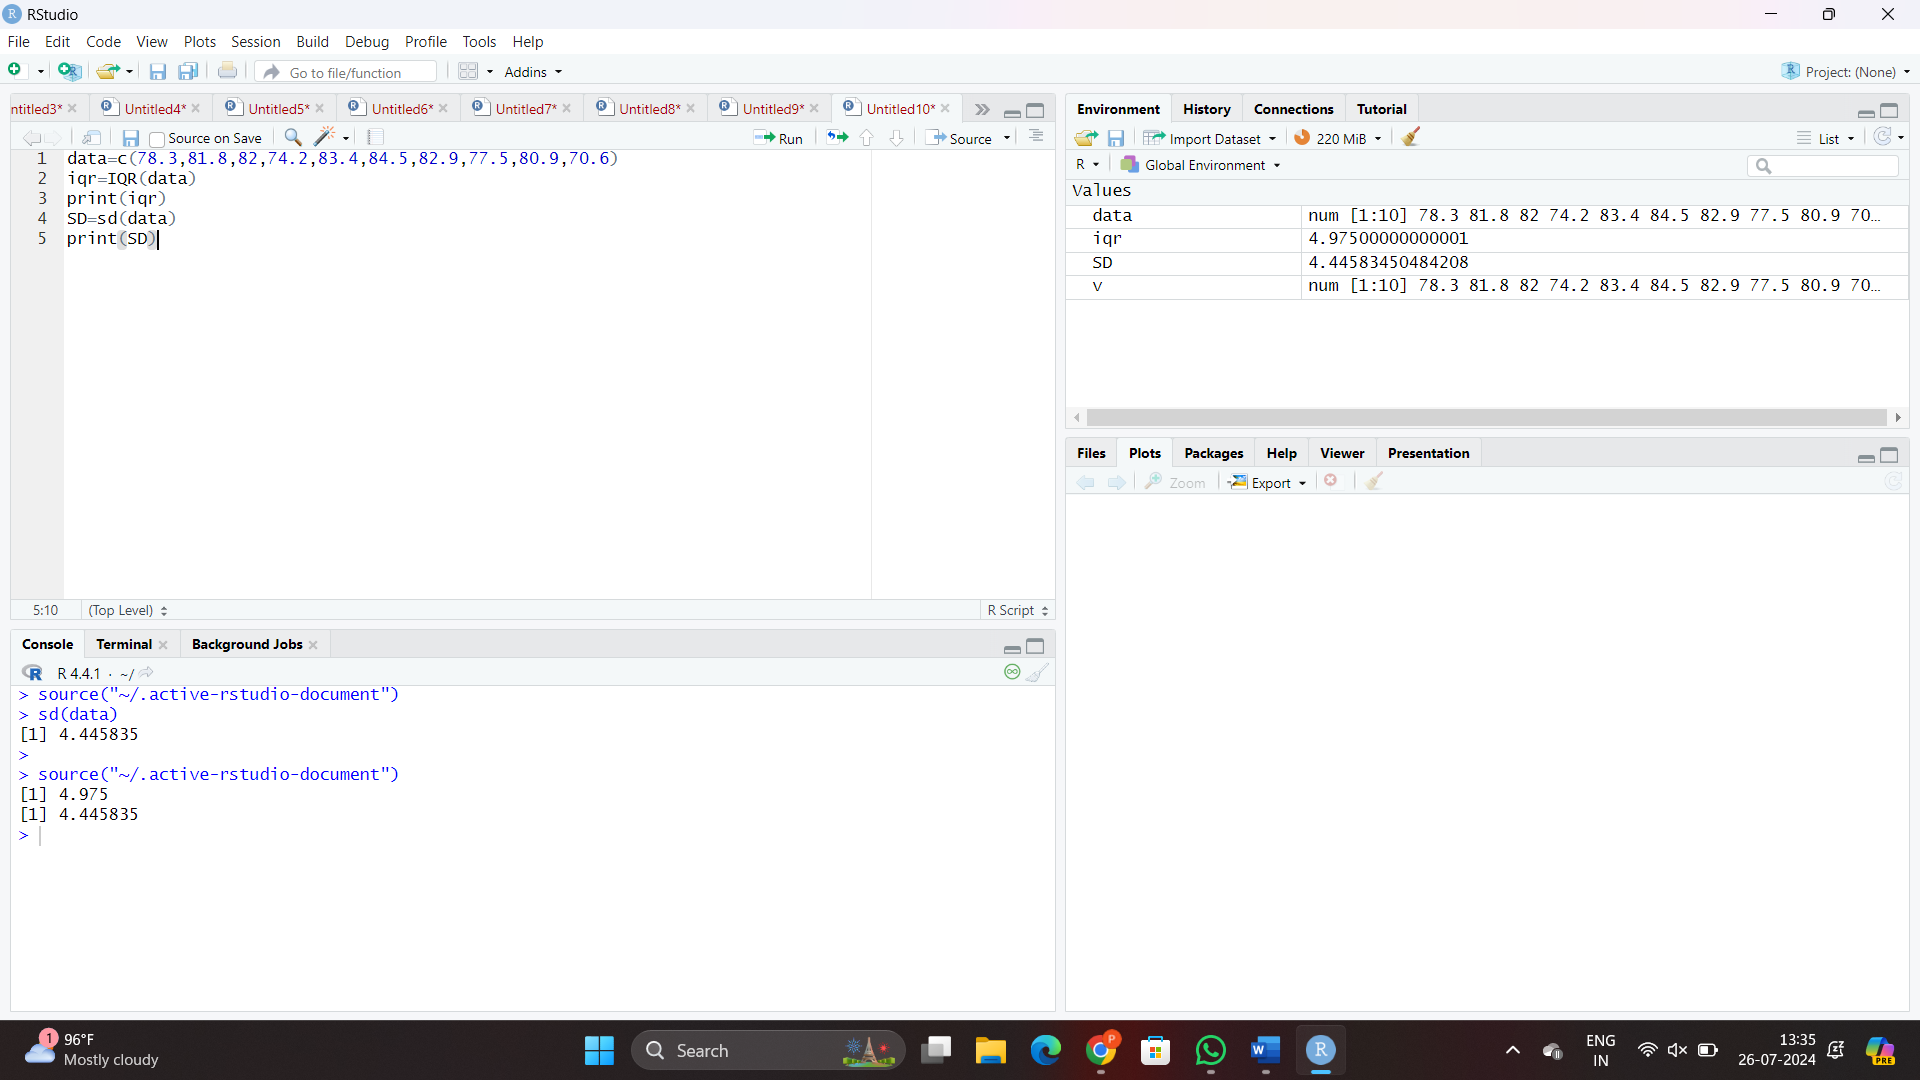 RStudio
File Edit Code View Plots Session Build Debug Profile Tools Help
Go to file/function Addins Project: (None)
ntitled3* Untitled4* Untitled5* Untitled6* Untitled7* Untitled8* Untitled9* Untitled10*
Source on Save Run Source
1 data=c(78.3,81.8,82,74.2,83.4,84.5,82.9,77.5,80.9,70.6)
2 iqr=IQR(data)
3 print(iqr)
4 SD=sd(data)
5 print(SD)
5:10 (Top Level) R Script
Console Terminal Background Jobs
R 4.4.1 · ~/
> source("~/.active-rstudio-document")
> sd(data)
[1] 4.445835
>
> source("~/.active-rstudio-document")
[1] 4.975
[1] 4.445835
>
Environment History Connections Tutorial
Import Dataset 220 MiB List
R Global Environment
Values
data num [1:10] 78.3 81.8 82 74.2 83.4 84.5 82.9 77.5 80.9 70…
iqr 4.97500000000001
SD 4.44583450484208
v num [1:10] 78.3 81.8 82 74.2 83.4 84.5 82.9 77.5 80.9 70…
Files Plots Packages Help Viewer Presentation
Zoom Export
1 96°F
Mostly cloudy
Search
P
W
R
ENG
IN
13:35
26-07-2024
PRE